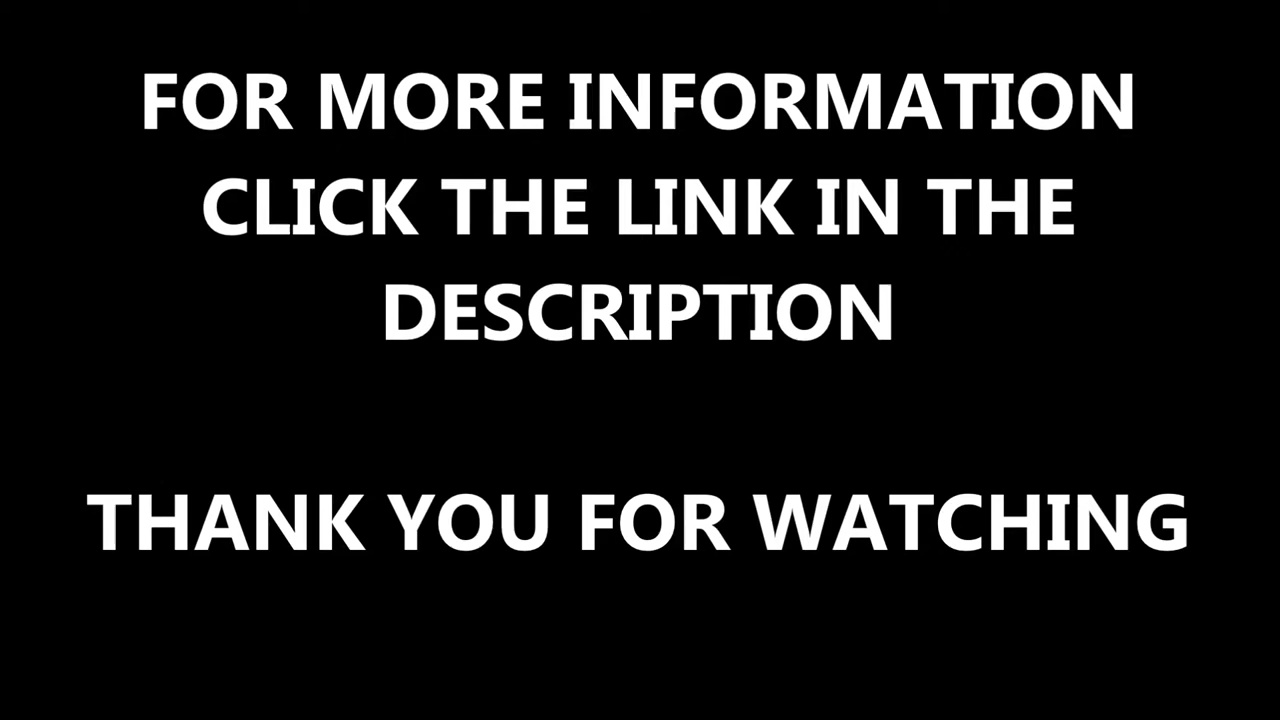 FOR MORE INFORMATION
CLICK THE LINK IN THE
DESCRIPTION
THANK YOU FOR WATCHING